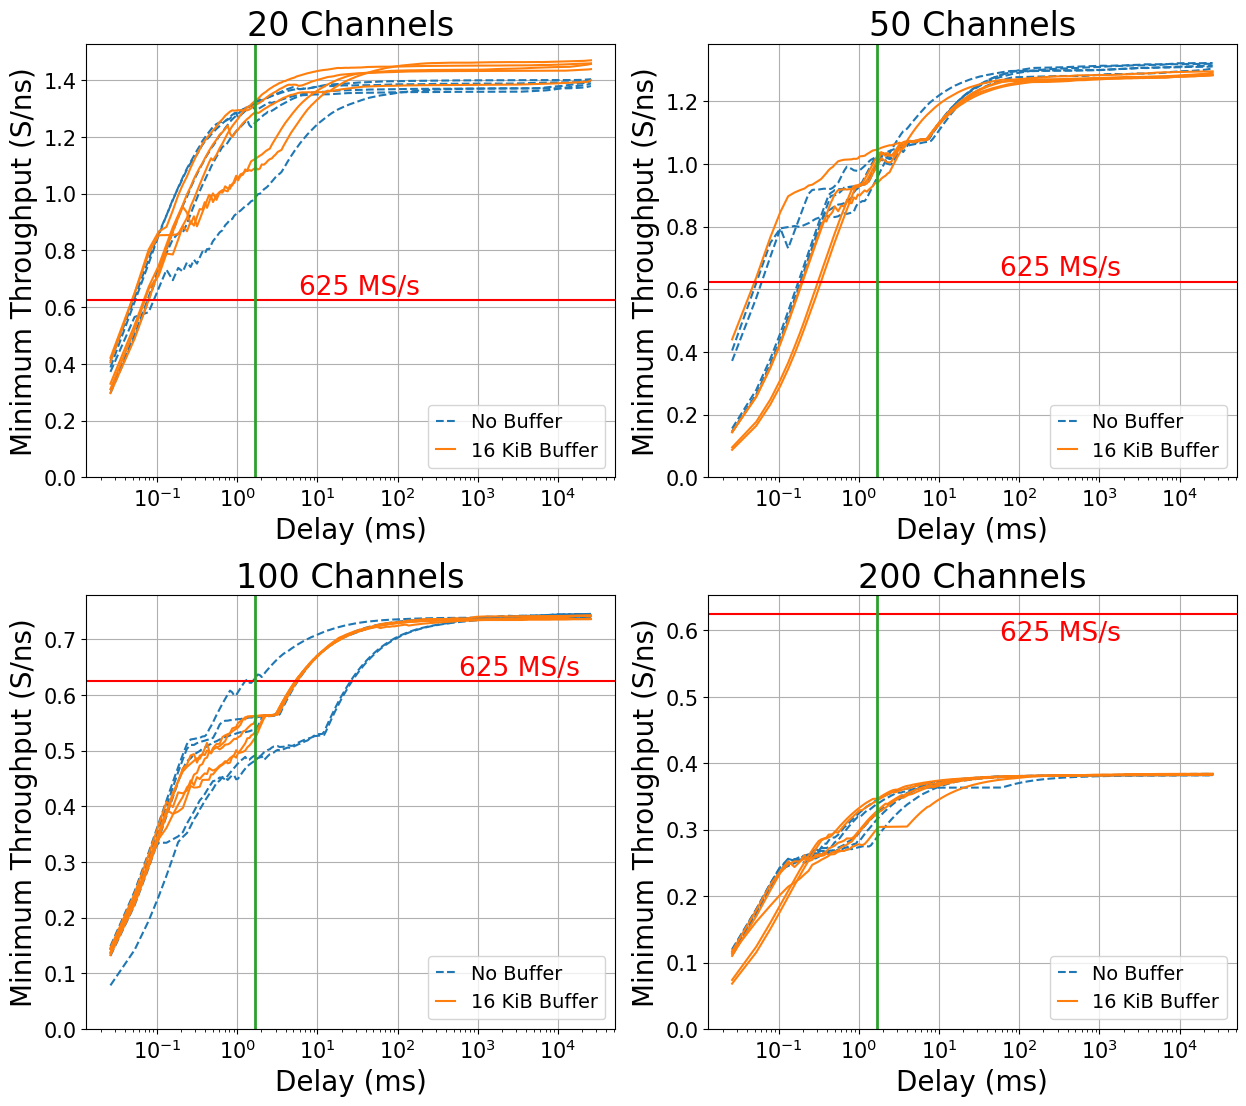 20 Channels
Minimum Throughput (S/ns)
1.4
1.2
1.0
0.8
0.6
0.4
0.2
0.0
625 MS/s
No Buffer
16 KiB Buffer
10⁻¹ 10⁰ 10¹ 10² 10³ 10⁴
Delay (ms)
50 Channels
Minimum Throughput (S/ns)
1.2
1.0
0.8
0.6
0.4
0.2
0.0
625 MS/s
No Buffer
16 KiB Buffer
10⁻¹ 10⁰ 10¹ 10² 10³ 10⁴
Delay (ms)
100 Channels
Minimum Throughput (S/ns)
0.7
0.6
0.5
0.4
0.3
0.2
0.1
0.0
625 MS/s
No Buffer
16 KiB Buffer
10⁻¹ 10⁰ 10¹ 10² 10³ 10⁴
Delay (ms)
200 Channels
Minimum Throughput (S/ns)
0.6
0.5
0.4
0.3
0.2
0.1
0.0
625 MS/s
No Buffer
16 KiB Buffer
10⁻¹ 10⁰ 10¹ 10² 10³ 10⁴
Delay (ms)